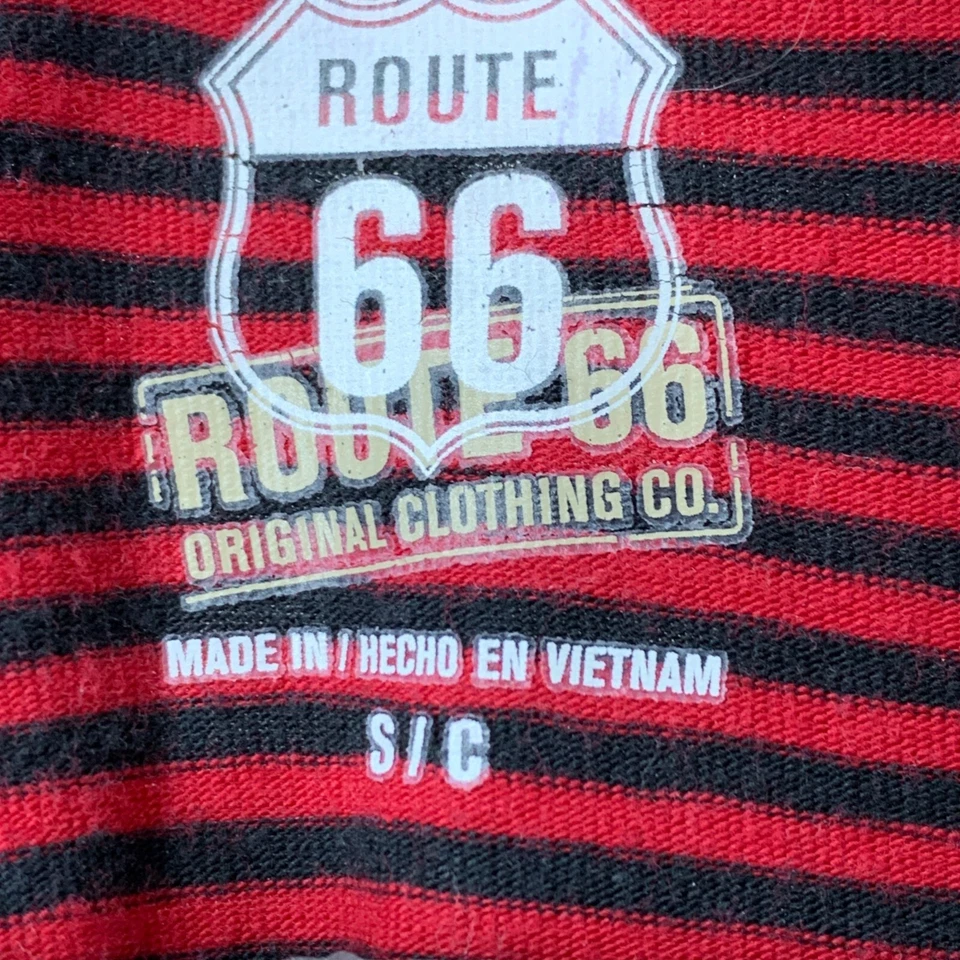 ROUTE
66
ROUTE 66
ORIGINAL CLOTHING CO.
MADE IN / HECHO EN VIETNAM
S / C